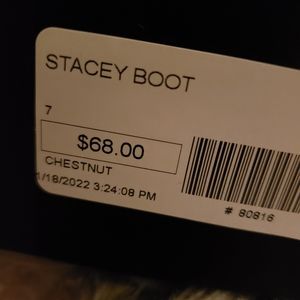 STACEY BOOT
7
$68.00
CHESTNUT
1/18/2022 3:24:08 PM
# 80816